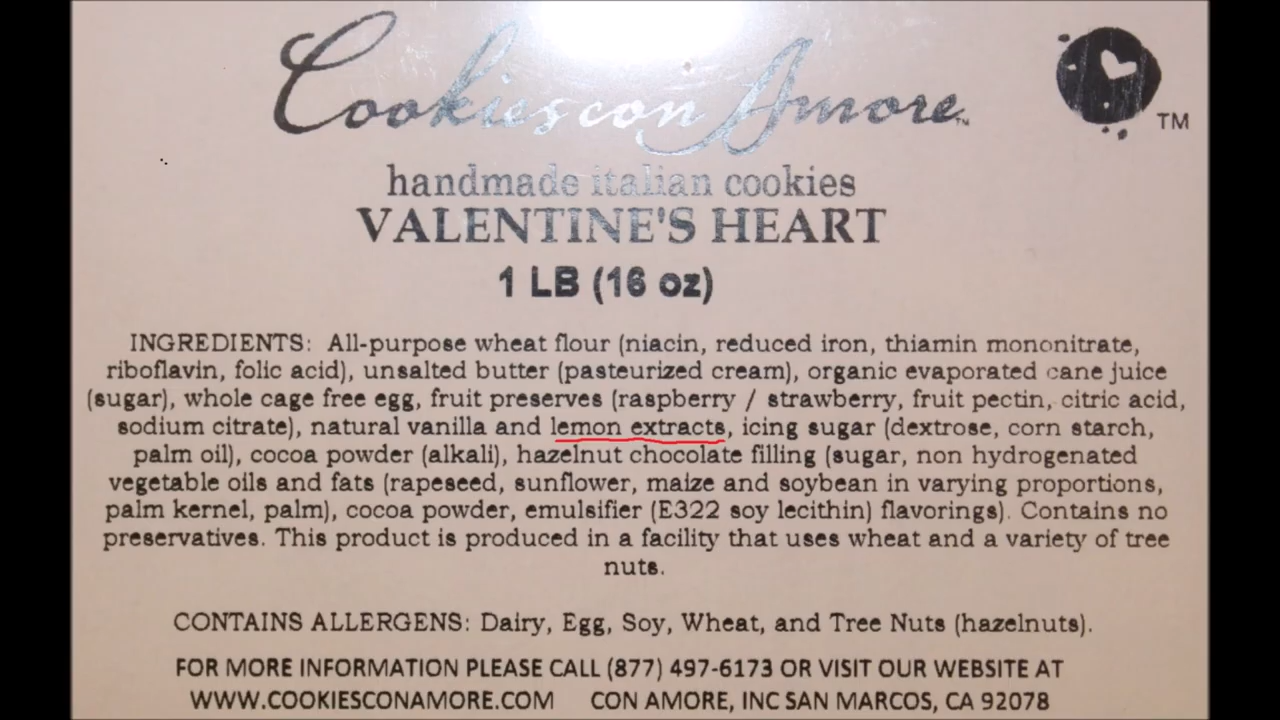 Cookies con Amore™
TM
handmade italian cookies
VALENTINE'S HEART
1 LB (16 oz)
INGREDIENTS: All-purpose wheat flour (niacin, reduced iron, thiamin mononitrate,
riboflavin, folic acid), unsalted butter (pasteurized cream), organic evaporated cane juice
(sugar), whole cage free egg, fruit preserves (raspberry / strawberry, fruit pectin, citric acid,
sodium citrate), natural vanilla and lemon extracts, icing sugar (dextrose, corn starch,
palm oil), cocoa powder (alkali), hazelnut chocolate filling (sugar, non hydrogenated
vegetable oils and fats (rapeseed, sunflower, maize and soybean in varying proportions,
palm kernel, palm), cocoa powder, emulsifier (E322 soy lecithin) flavorings). Contains no
preservatives. This product is produced in a facility that uses wheat and a variety of tree
nuts.
CONTAINS ALLERGENS: Dairy, Egg, Soy, Wheat, and Tree Nuts (hazelnuts).
FOR MORE INFORMATION PLEASE CALL (877) 497-6173 OR VISIT OUR WEBSITE AT
WWW.COOKIESCONAMORE.COM CON AMORE, INC SAN MARCOS, CA 92078